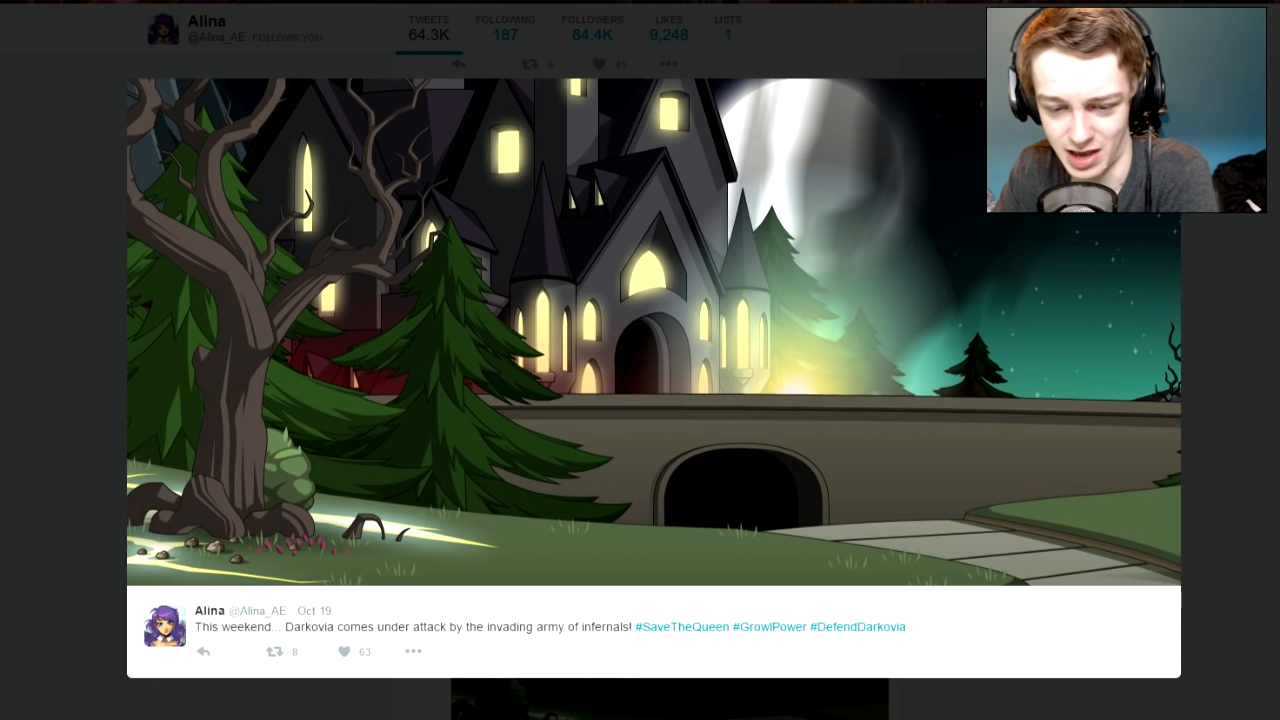 Alina
@Alina_AE FOLLOWS YOU
TWEETS
64.3K
FOLLOWING
187
FOLLOWERS
84.4K
LIKES
9,248
LISTS
1
8
65
Alina @Alina_AE Oct 19
This weekend... Darkovia comes under attack by the invading army of infernals! #SaveTheQueen #GrowlPower #DefendDarkovia
8
63